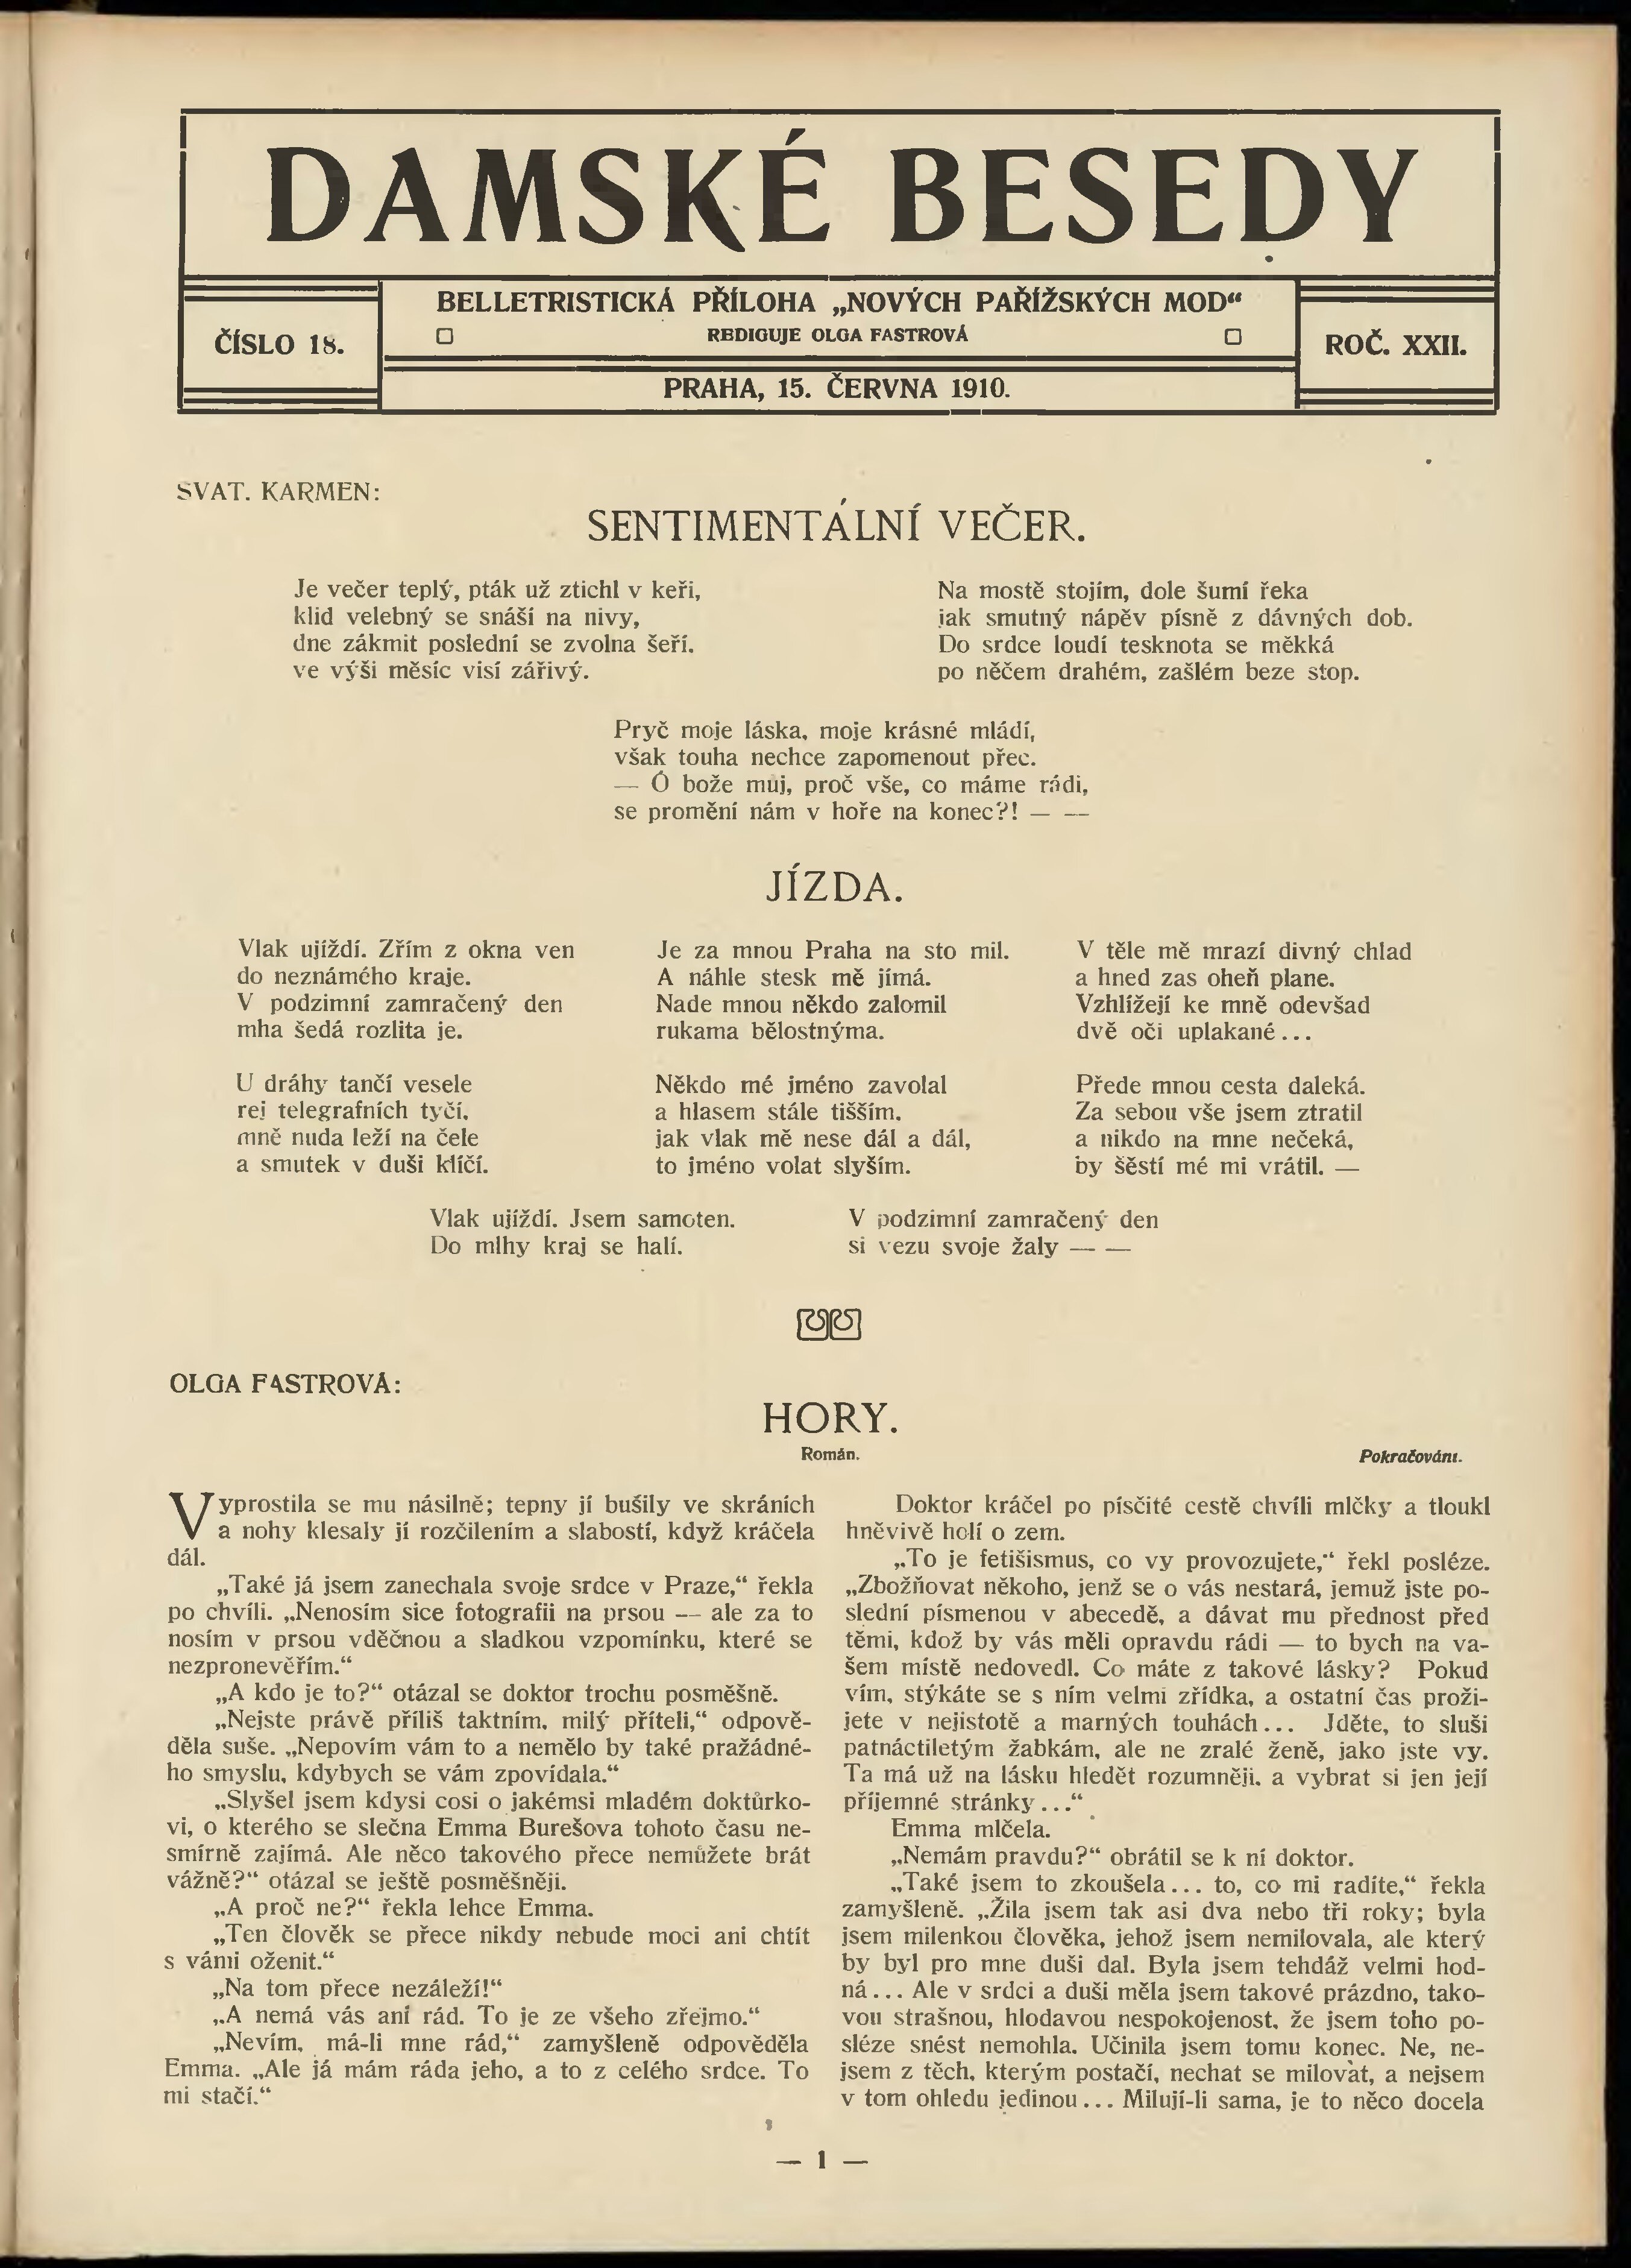 DAMSKÉ BESEDY
ČÍSLO 18.
BELLETRISTICKÁ PŘÍLOHA „NOVÝCH PAŘÍŽSKÝCH MOD“
REDIGUJE OLGA FASTROVÁ
ROČ. XXII.
PRAHA, 15. ČERVNA 1910.
SVAT. KARMEN:
SENTIMENTÁLNÍ VEČER.
Je večer teplý, pták už ztichl v keři,
klid velebný se snáší na nivy,
dne zákmit poslední se zvolna šeří.
ve výši měsíc visí zářivý.
Na mostě stojím, dole šumí řeka
jak smutný nápěv písně z dávných dob.
Do srdce loudí tesknota se měkká
po něčem drahém, zašlém beze stop.
Pryč moje láska, moje krásné mládí,
však touha nechce zapomenout přec.
— Ó bože muj, proč vše, co máme rádi,
se promění nám v hoře na konec?! — —
JÍZDA.
Vlak ujíždí. Zřím z okna ven
do neznámého kraje.
V podzimní zamračený den
mha šedá rozlita je.
U dráhy tančí vesele
rej telegrafních tyčí,
mně nuda leží na čele
a smutek v duši klíčí.
Je za mnou Praha na sto mil.
A náhle stesk mě jímá.
Nade mnou někdo zalomil
rukama bělostnýma.
Někdo mé jméno zavolal
a hlasem stále tišším,
jak vlak mě nese dál a dál,
to jméno volat slyším.
V těle mě mrazí divný chlad
a hned zas oheň plane.
Vzhlížejí ke mně odevšad
dvě oči uplakané...
Přede mnou cesta daleká.
Za sebou vše jsem ztratil
a nikdo na mne nečeká,
by šěstí mé mi vrátil. —
Vlak ujíždí. Jsem samoten.
Do mlhy kraj se halí.
V podzimní zamračený den
si vezu svoje žaly — —
OLGA FASTROVÁ:
HORY.
Román.
Pokračování.
Vyprostila se mu násilně; tepny jí bušily ve skráních
a nohy klesaly jí rozčilením a slabostí, když kráčela
dál.
„Také já jsem zanechala svoje srdce v Praze,“ řekla
po chvíli. „Nenosím sice fotografii na prsou — ale za to
nosím v prsou vděčnou a sladkou vzpomínku, které se
nezpronevěřím.“
„A kdo je to?“ otázal se doktor trochu posměšně.
„Nejste právě příliš taktním, milý příteli,“ odpově-
děla suše. „Nepovím vám to a nemělo by také pražádné-
ho smyslu, kdybych se vám zpovídala.“
„Slyšel jsem kdysi cosi o jakémsi mladém doktůrko-
vi, o kterého se slečna Emma Burešova tohoto času ne-
smírně zajímá. Ale něco takového přece nemůžete brát
vážně?“ otázal se ještě posměšněji.
„A proč ne?“ řekla lehce Emma.
„Ten člověk se přece nikdy nebude moci ani chtít
s vámi oženit.“
„Na tom přece nezáleží!“
„A nemá vás ani rád. To je ze všeho zřejmo.“
„Nevím, má-li mne rád,“ zamyšleně odpověděla
Emma. „Ale já mám ráda jeho, a to z celého srdce. To
mi stačí.“
Doktor kráčel po písčité cestě chvíli mlčky a tloukl
hněvivě holí o zem.
„To je fetišismus, co vy provozujete,“ řekl posléze.
„Zbožňovat někoho, jenž se o vás nestará, jemuž jste po-
slední písmenou v abecedě, a dávat mu přednost před
těmi, kdož by vás měli opravdu rádi — to bych na va-
šem místě nedovedl. Co máte z takové lásky? Pokud
vím, stýkáte se s ním velmi zřídka, a ostatní čas proži-
jete v nejistotě a marných touhách... Jděte, to sluší
patnáctiletým žabkám, ale ne zralé ženě, jako jste vy.
Ta má už na lásku hledět rozumněji, a vybrat si jen její
příjemné stránky...“
Emma mlčela.
„Nemám pravdu?“ obrátil se k ní doktor.
„Také jsem to zkoušela... to, co mi radíte,“ řekla
zamyšleně. „Žila jsem tak asi dva nebo tři roky; byla
jsem milenkou člověka, jehož jsem nemilovala, ale který
by byl pro mne duši dal. Byla jsem tehdáž velmi hod-
ná... Ale v srdci a duši měla jsem takové prázdno, tako-
vou strašnou, hlodavou nespokojenost, že jsem toho po-
sléze snést nemohla. Učinila jsem tomu konec. Ne, ne-
jsem z těch, kterým postačí, nechat se milovat, a nejsem
v tom ohledu jedinou... Milují-li sama, je to něco docela
— 1 —